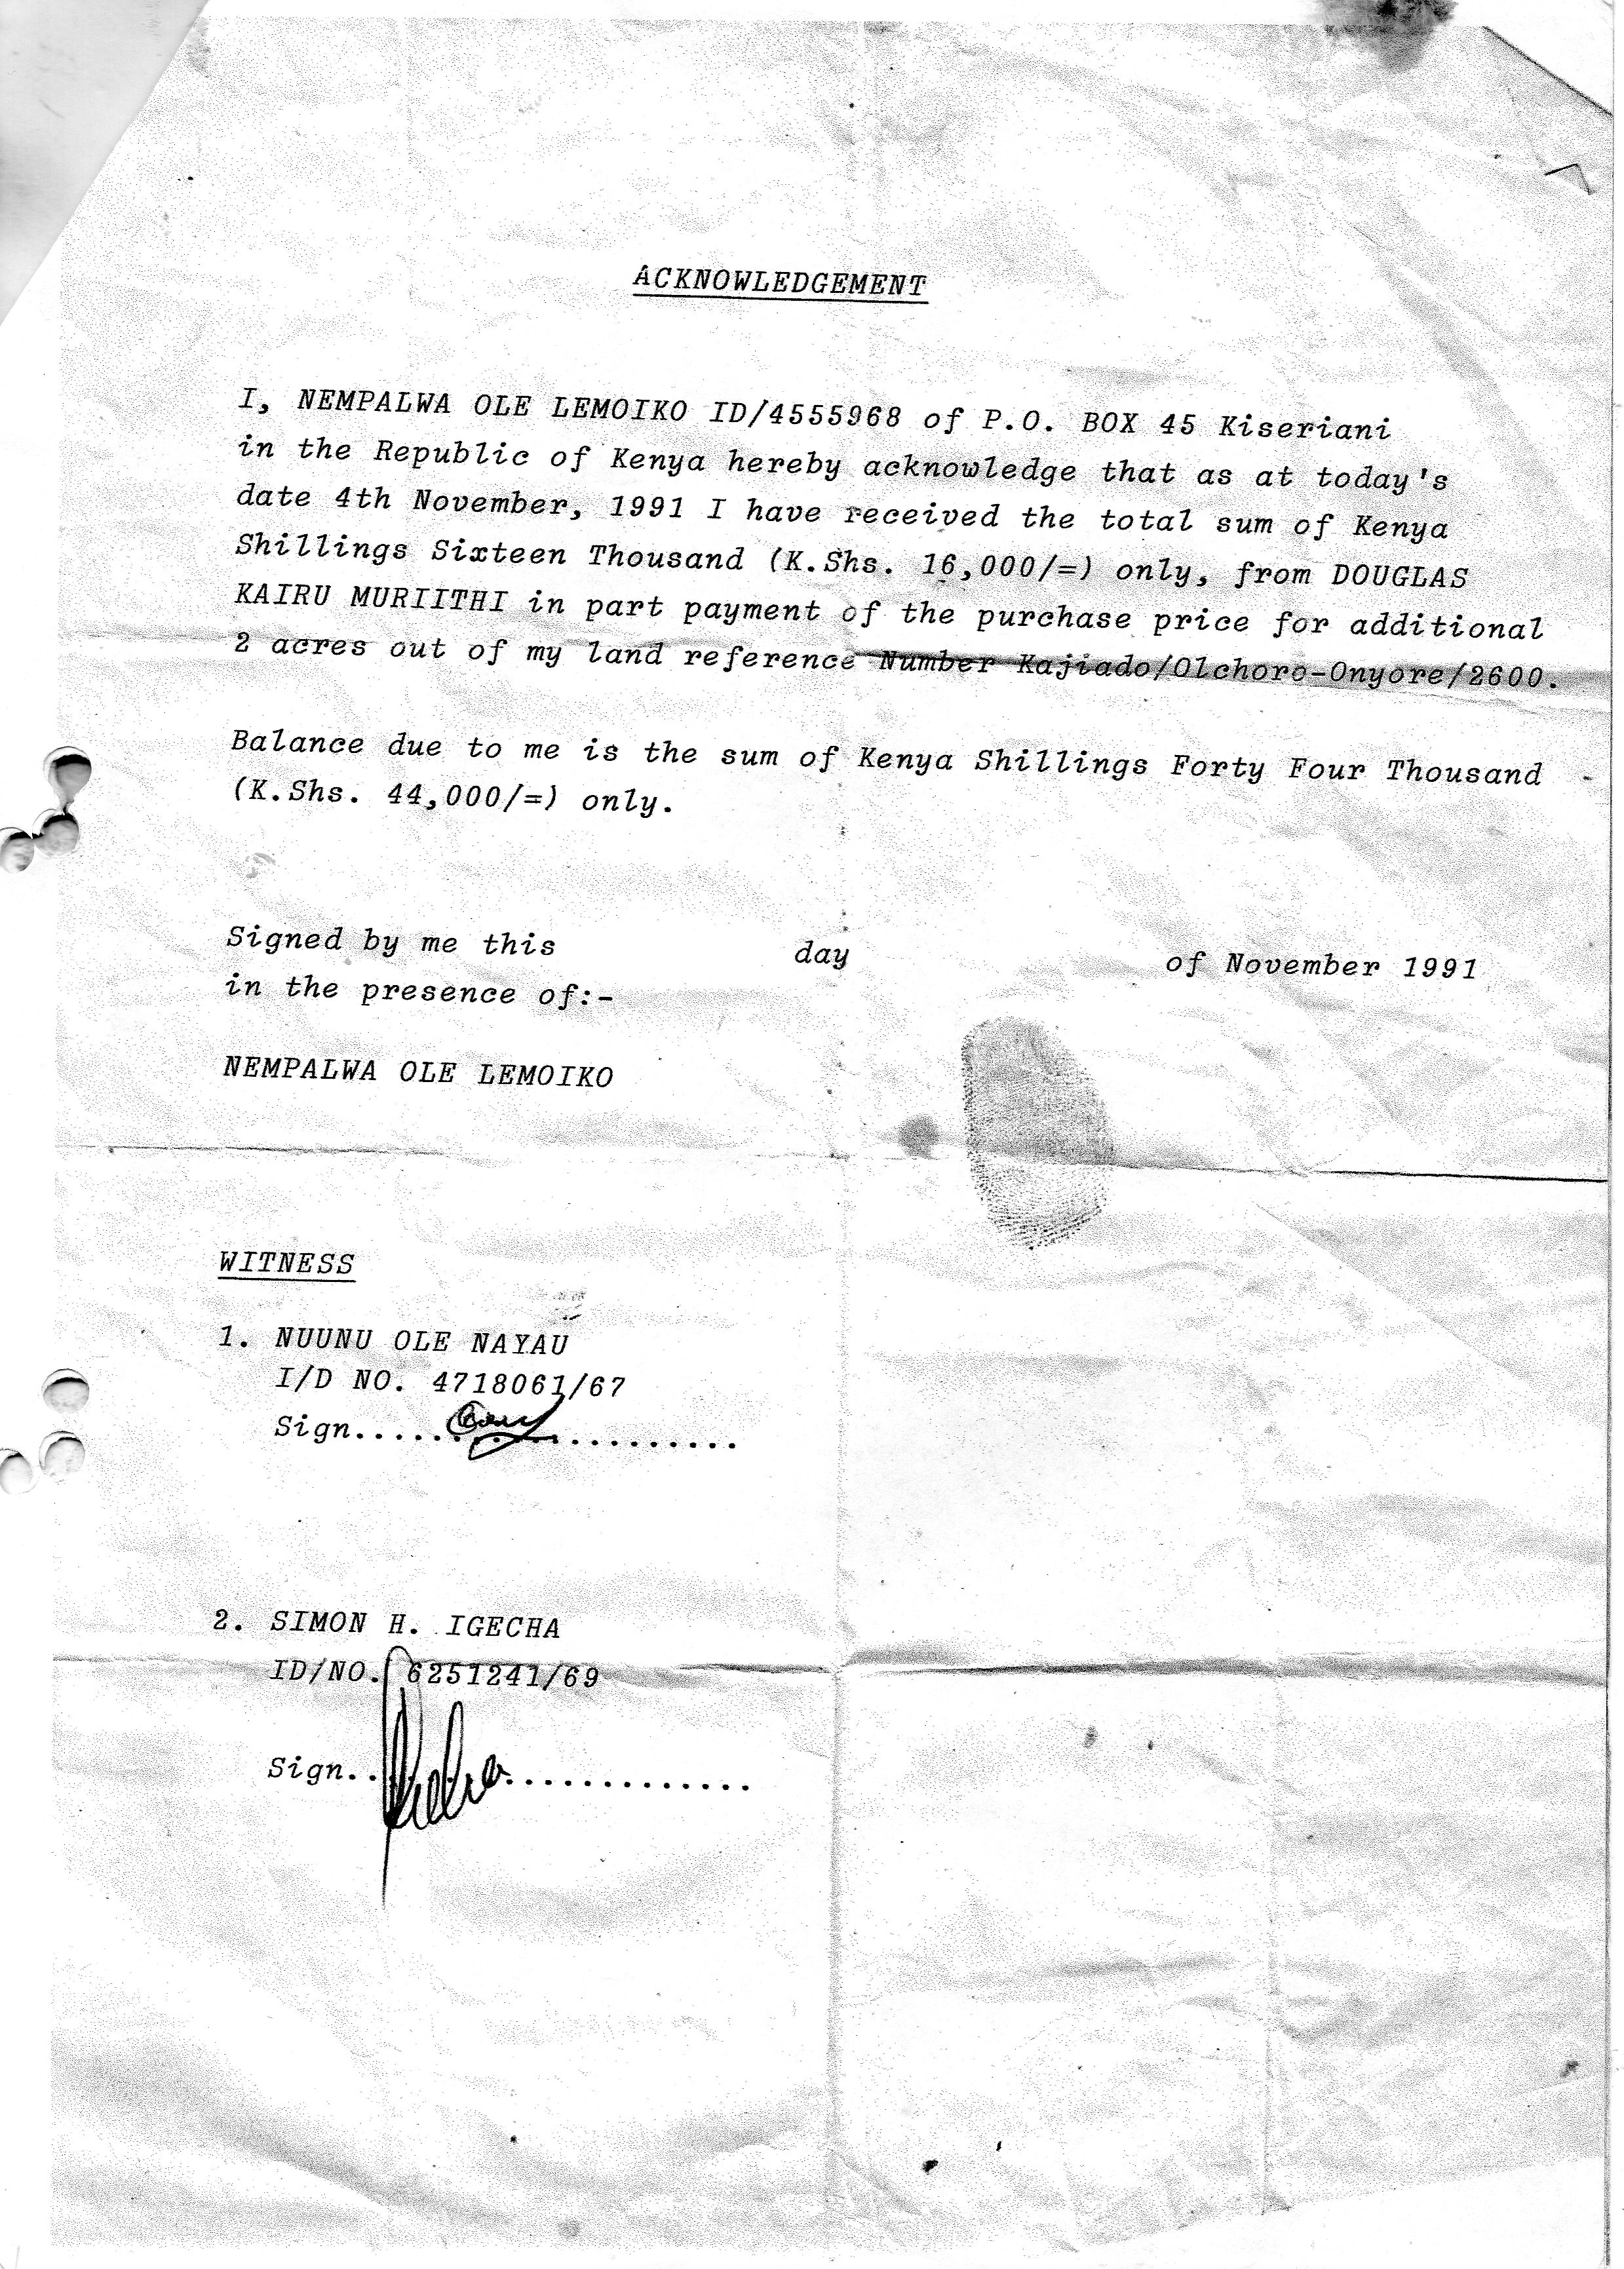 ACKNOWLEDGEMENT
I, NEMPALWA OLE LEMOIKO ID/4555968 of P.O. BOX 45 Kiseriani
in the Republic of Kenya hereby acknowledge that as at today's
date 4th November, 1991 I have received the total sum of Kenya
Shillings Sixteen Thousand (K.Shs. 16,000/=) only, from DOUGLAS
KAIRU MURIITHI in part payment of the purchase price for additional
2 acres out of my land reference Number Kajiado/Olchoro-Onyore/2600.
Balance due to me is the sum of Kenya Shillings Forty Four Thousand
(K.Shs. 44,000/=) only.
Signed by me this day of November 1991
in the presence of:-
NEMPALWA OLE LEMOIKO
WITNESS
1. NUUNU OLE NAYAU
I/D NO. 4718061/67
Sign.......................
2. SIMON H. IGECHA
ID/NO. 6251241/69
Sign.......................